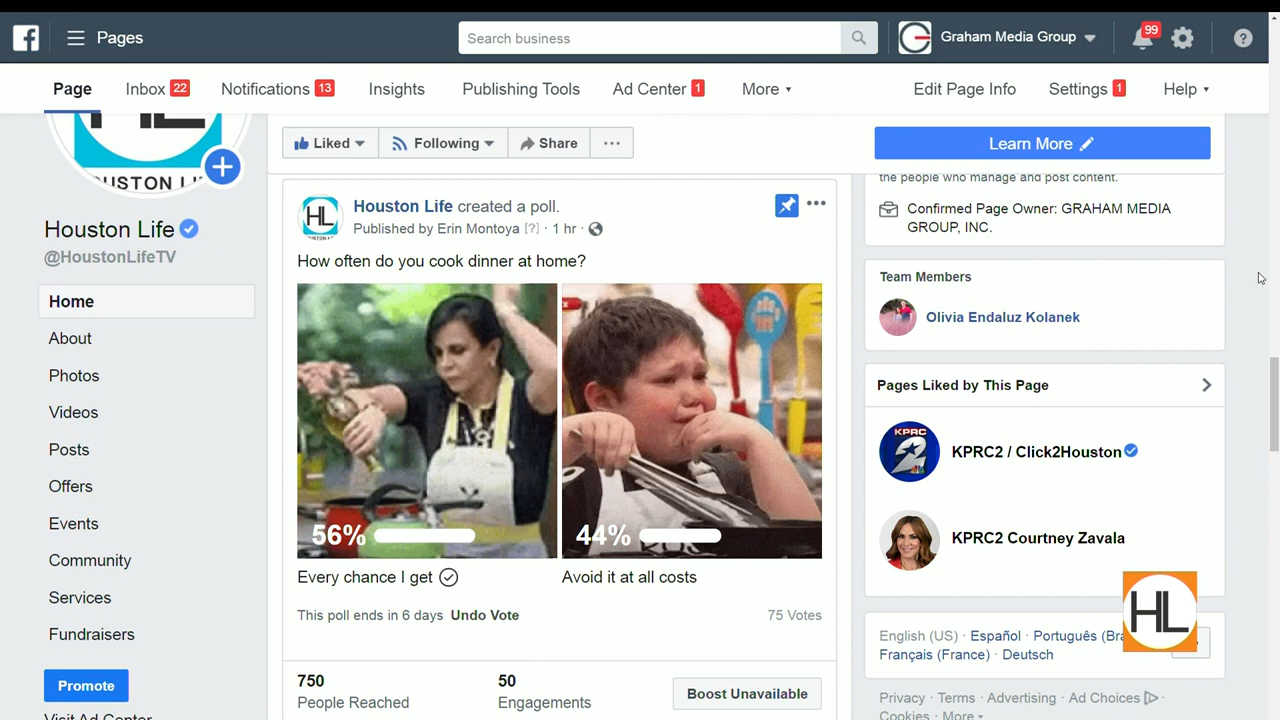 Pages
Search business
Graham Media Group
99
Page
Inbox 22
Notifications 13
Insights
Publishing Tools
Ad Center 1
More
Edit Page Info
Settings 1
Help
HL
HOUSTON LIFE
Houston Life
@HoustonLifeTV
Home
About
Photos
Videos
Posts
Offers
Events
Community
Services
Fundraisers
Promote
Visit Ad Center
Liked
Following
Share
Learn More
HL
Houston Life created a poll.
Published by Erin Montoya [?] · 1 hr ·
How often do you cook dinner at home?
56%
44%
Every chance I get
Avoid it at all costs
This poll ends in 6 days Undo Vote
75 Votes
750
People Reached
50
Engagements
Boost Unavailable
the people who manage and post content.
Confirmed Page Owner: GRAHAM MEDIA
GROUP, INC.
Team Members
Olivia Endaluz Kolanek
Pages Liked by This Page
KPRC
2
KPRC2 / Click2Houston
KPRC2 Courtney Zavala
HL
English (US) · Español · Português (Bra
Français (France) · Deutsch
Privacy · Terms · Advertising · Ad Choices ·
Cookies · More